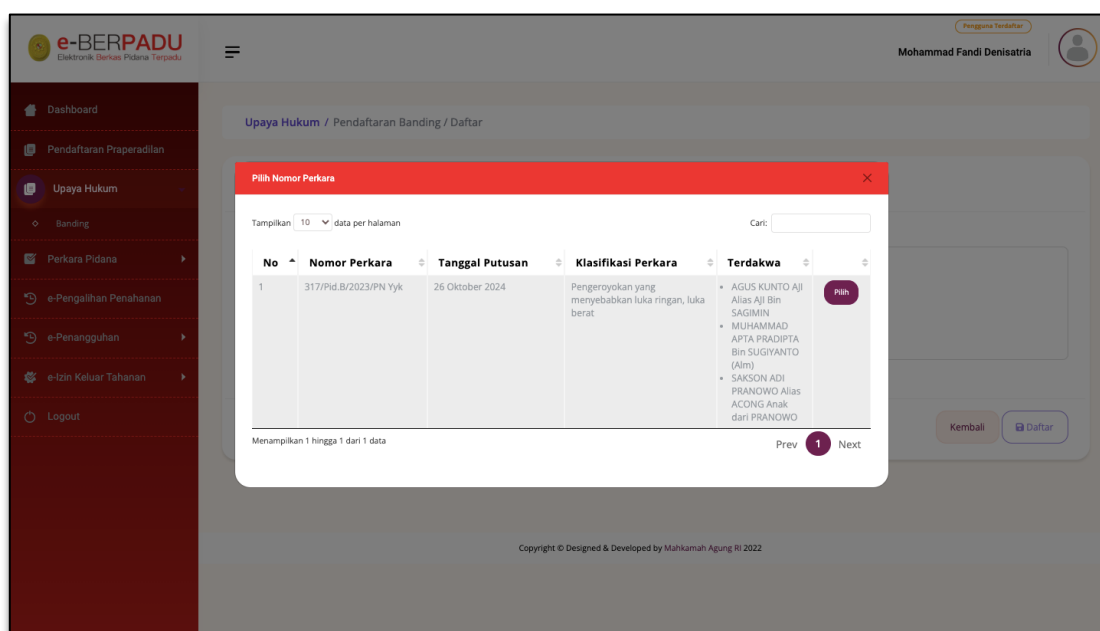 e-BERPADU
Elektronik Berkas Pidana Terpadu
Pengguna Terdaftar
Mohammad Fandi Denisatria
Dashboard
Pendaftaran Praperadilan
Upaya Hukum
Banding
Perkara Pidana
e-Pengalihan Penahanan
e-Penangguhan
e-Izin Keluar Tahanan
Logout
Upaya Hukum / Pendaftaran Banding / Daftar
Pilih Nomor Perkara
Tampilkan 10 data per halaman
Cari:
No Nomor Perkara Tanggal Putusan Klasifikasi Perkara Terdakwa
1 317/Pid.B/2023/PN Yyk 26 Oktober 2024
Pengeroyokan yang
menyebabkan luka ringan, luka
berat
• AGUS KUNTO AJI
Alias AJI Bin
SAGIMIN
• MUHAMMAD
APTA PRADIPTA
Bin SUGIYANTO
(Alm)
• SAKSON ADI
PRANOWO Alias
ACONG Anak
dari PRANOWO
Pilih
Menampilkan 1 hingga 1 dari 1 data
Prev 1 Next
Kembali Daftar
Copyright © Designed & Developed by Mahkamah Agung RI 2022